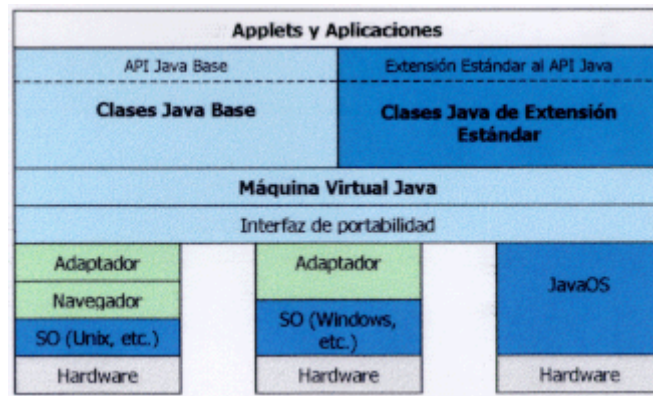 Applets y Aplicaciones
API Java Base
Extensión Estándar al API Java
Clases Java Base
Clases Java de Extensión
Estándar
Máquina Virtual Java
Interfaz de portabilidad
Adaptador
Navegador
SO (Unix, etc.)
Hardware
Adaptador
SO (Windows,
etc.)
Hardware
JavaOS
Hardware